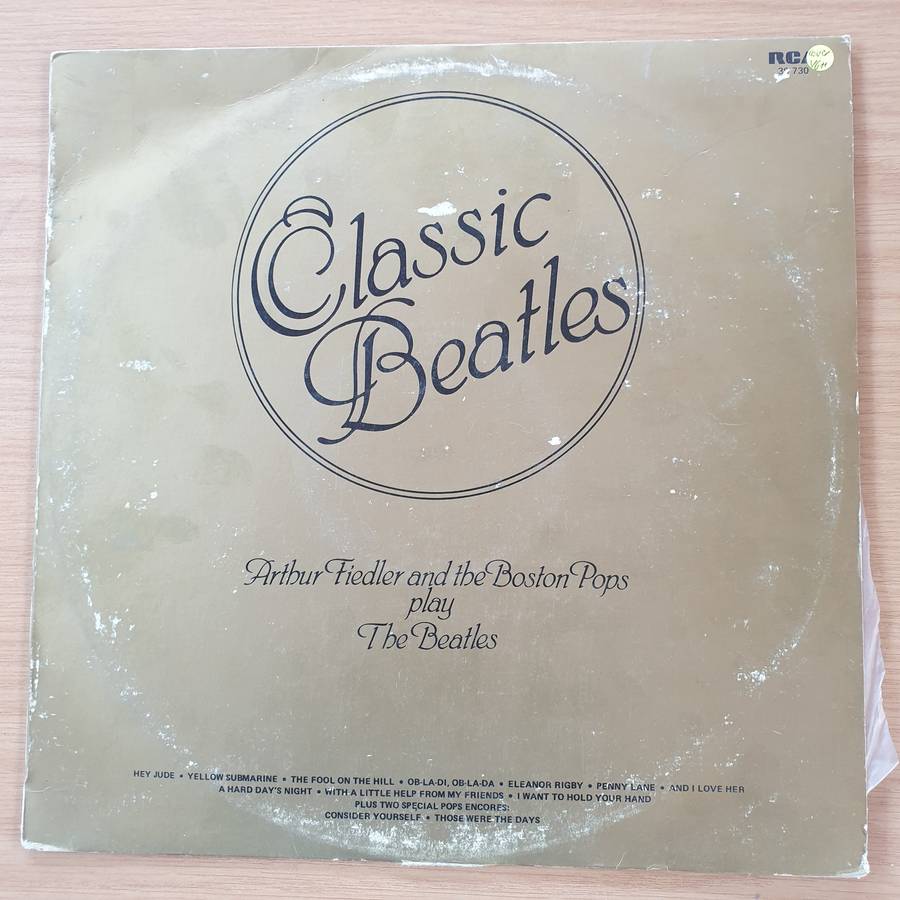 RCA
Classic
Beatles
Arthur Fiedler and the Boston Pops
play
The Beatles
HEY JUDE • YELLOW SUBMARINE • THE FOOL ON THE HILL • OB-LA-DI, OB-LA-DA • ELEANOR RIGBY • PENNY LANE • AND I LOVE HER
A HARD DAY'S NIGHT • WITH A LITTLE HELP FROM MY FRIENDS • I WANT TO HOLD YOUR HAND
PLUS TWO SPECIAL POPS ENCORES:
CONSIDER YOURSELF • THOSE WERE THE DAYS